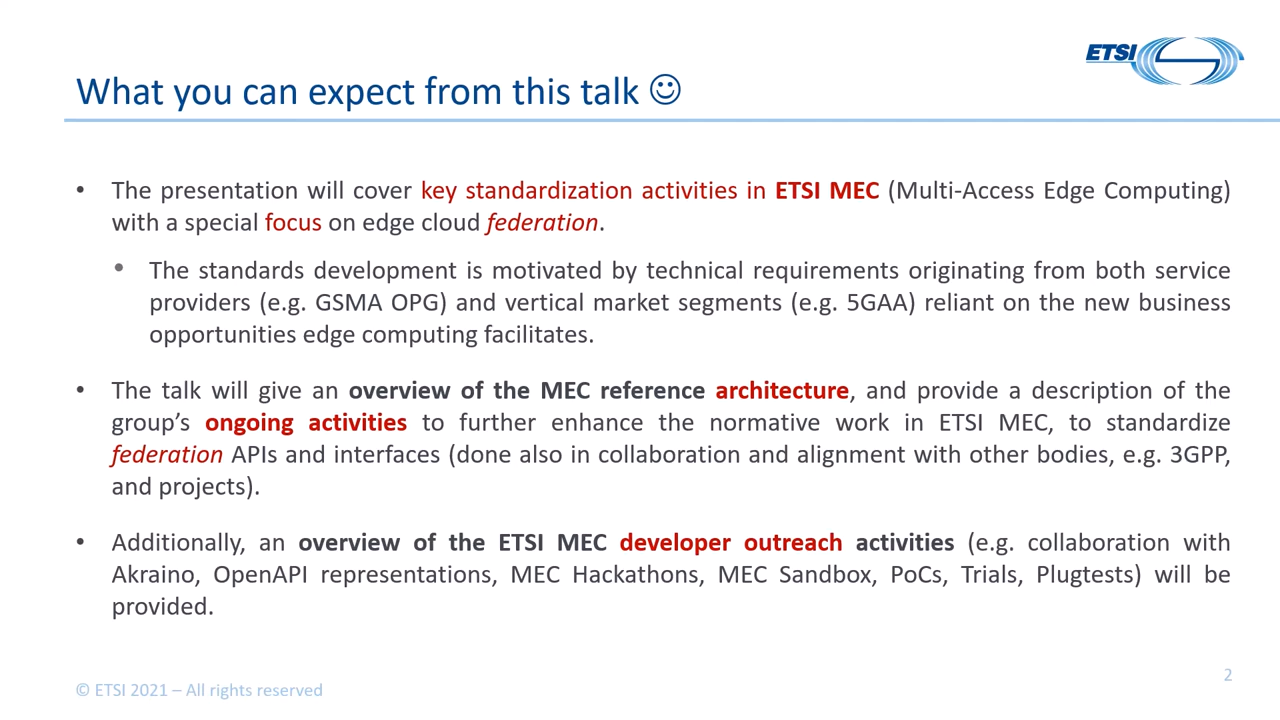 ETSI
What you can expect from this talk ☺
• The presentation will cover key standardization activities in ETSI MEC (Multi-Access Edge Computing)
with a special focus on edge cloud federation.
• The standards development is motivated by technical requirements originating from both service
providers (e.g. GSMA OPG) and vertical market segments (e.g. 5GAA) reliant on the new business
opportunities edge computing facilitates.
• The talk will give an overview of the MEC reference architecture, and provide a description of the
group’s ongoing activities to further enhance the normative work in ETSI MEC, to standardize
federation APIs and interfaces (done also in collaboration and alignment with other bodies, e.g. 3GPP,
and projects).
• Additionally, an overview of the ETSI MEC developer outreach activities (e.g. collaboration with
Akraino, OpenAPI representations, MEC Hackathons, MEC Sandbox, PoCs, Trials, Plugtests) will be
provided.
© ETSI 2021 – All rights reserved
2